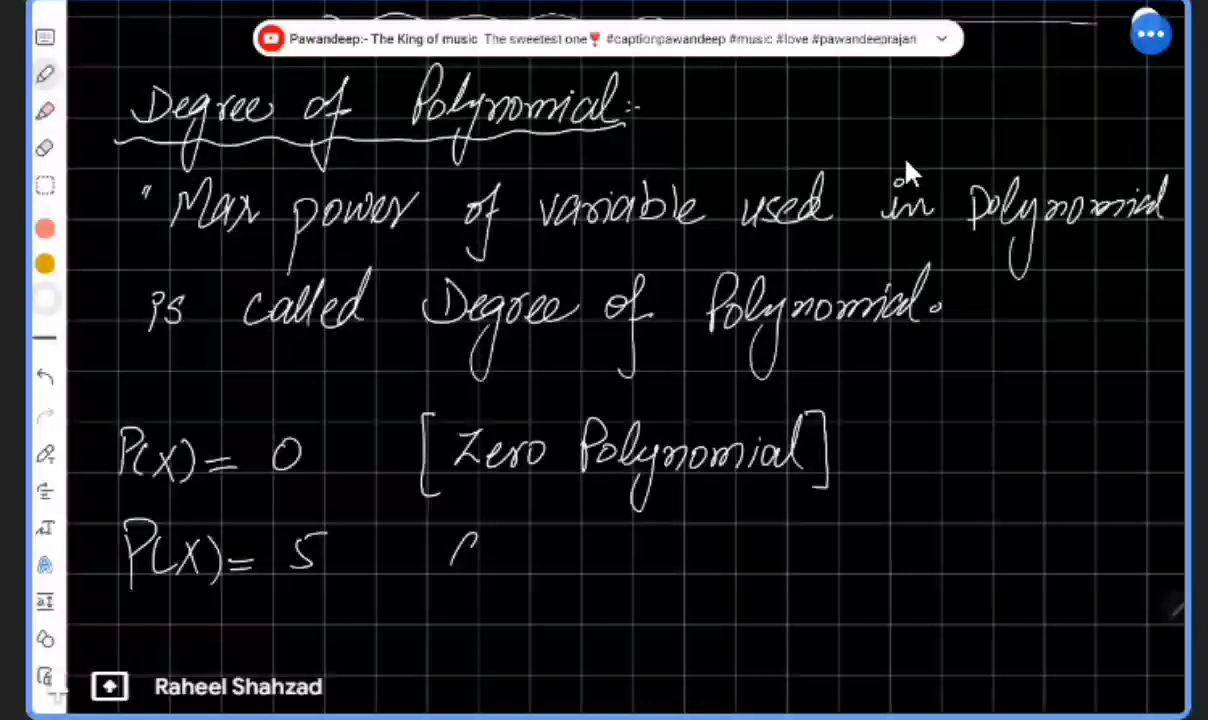 Pawandeep:- The King of music The sweetest one❣️ #captionpawandeep #music #love #pawandeeprajan
Degree of Polynomial:-
"Max power of variable used in polynomial
is called Degree of Polynomial.
P(x) = 0 [Zero Polynomial]
P(x) = 5 C
Raheel Shahzad